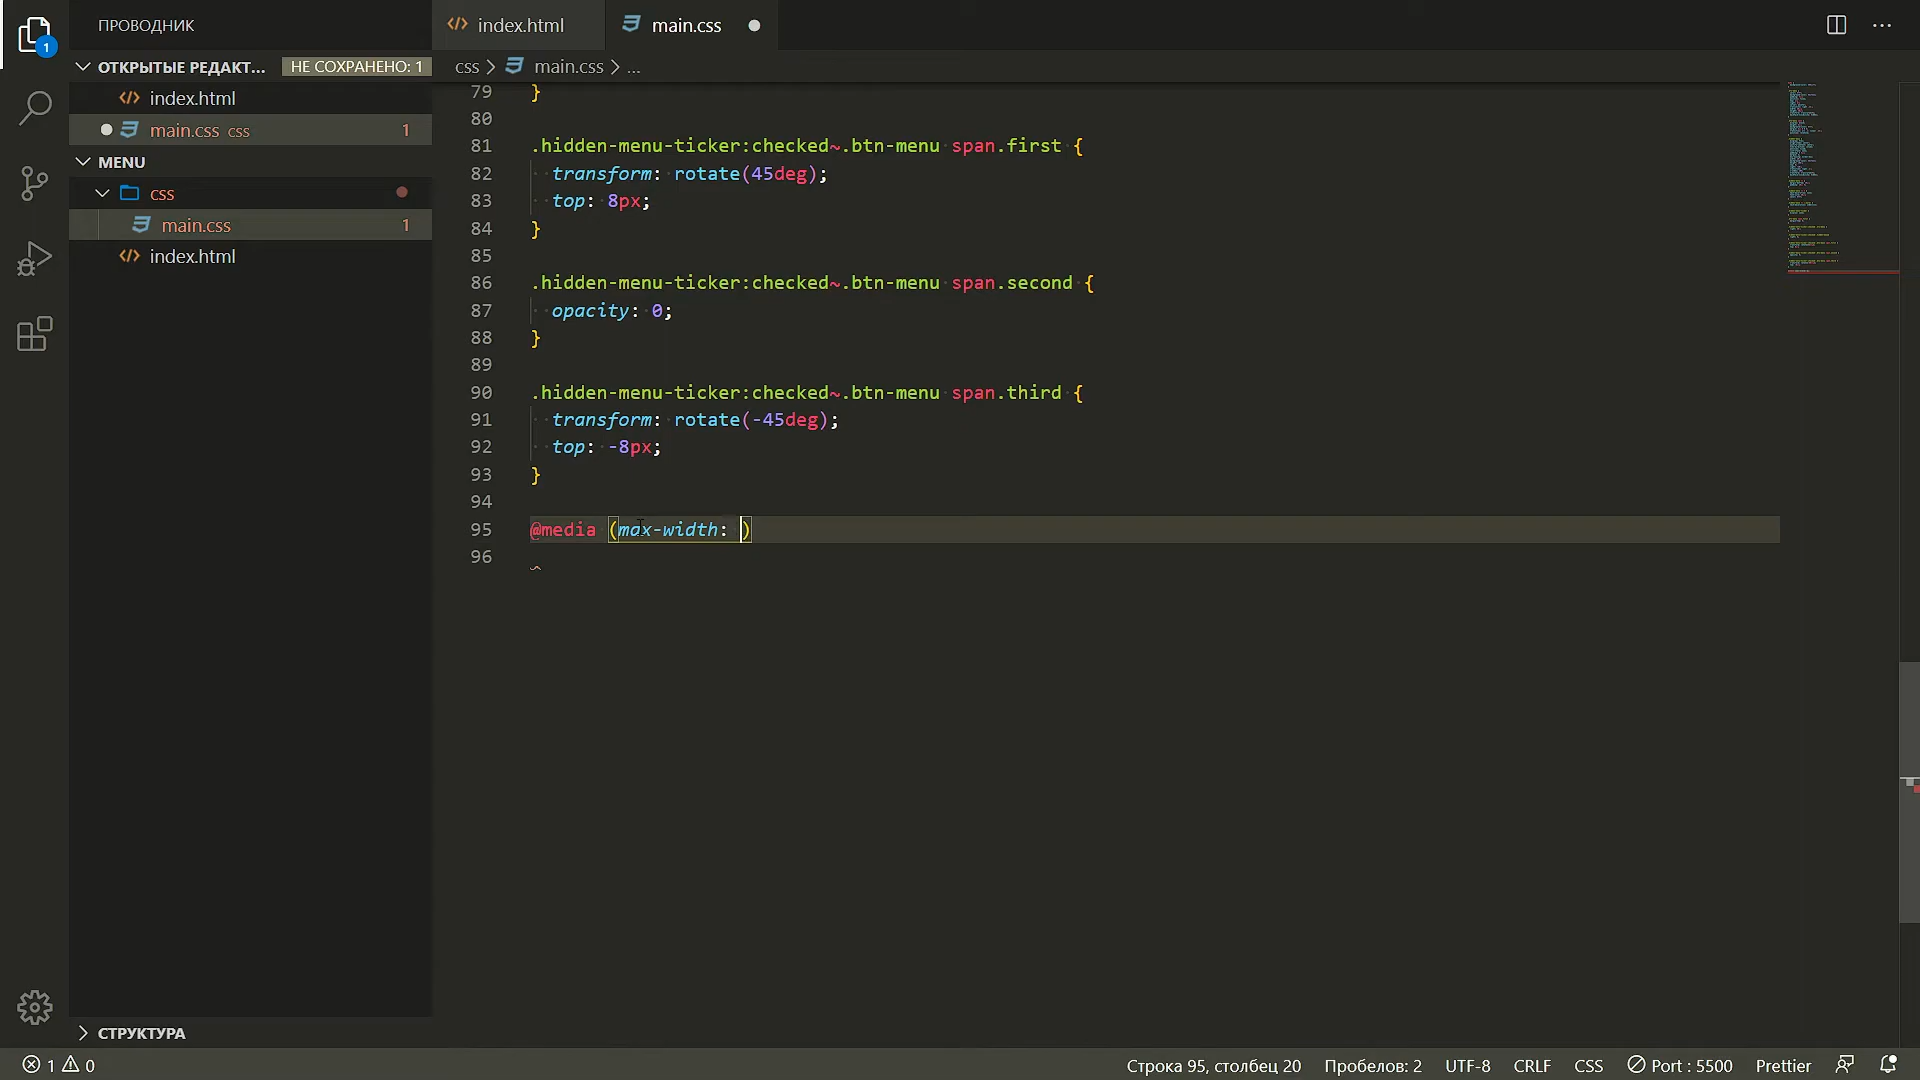 ПРОВОДНИК
index.html
main.css
ОТКРЫТЫЕ РЕДАКТ...
НЕ СОХРАНЕНО: 1
css > main.css > ...
index.html
main.css css 1
MENU
css
main.css 1
index.html
79 }
80
81 .hidden-menu-ticker:checked~.btn-menu span.first {
82 transform: rotate(45deg);
83 top: 8px;
84 }
85
86 .hidden-menu-ticker:checked~.btn-menu span.second {
87 opacity: 0;
88 }
89
90 .hidden-menu-ticker:checked~.btn-menu span.third {
91 transform: rotate(-45deg);
92 top: -8px;
93 }
94
95 @media (max-width: )
96
СТРУКТУРА
1 0 Строка 95, столбец 20 Пробелов: 2 UTF-8 CRLF CSS Port : 5500 Prettier